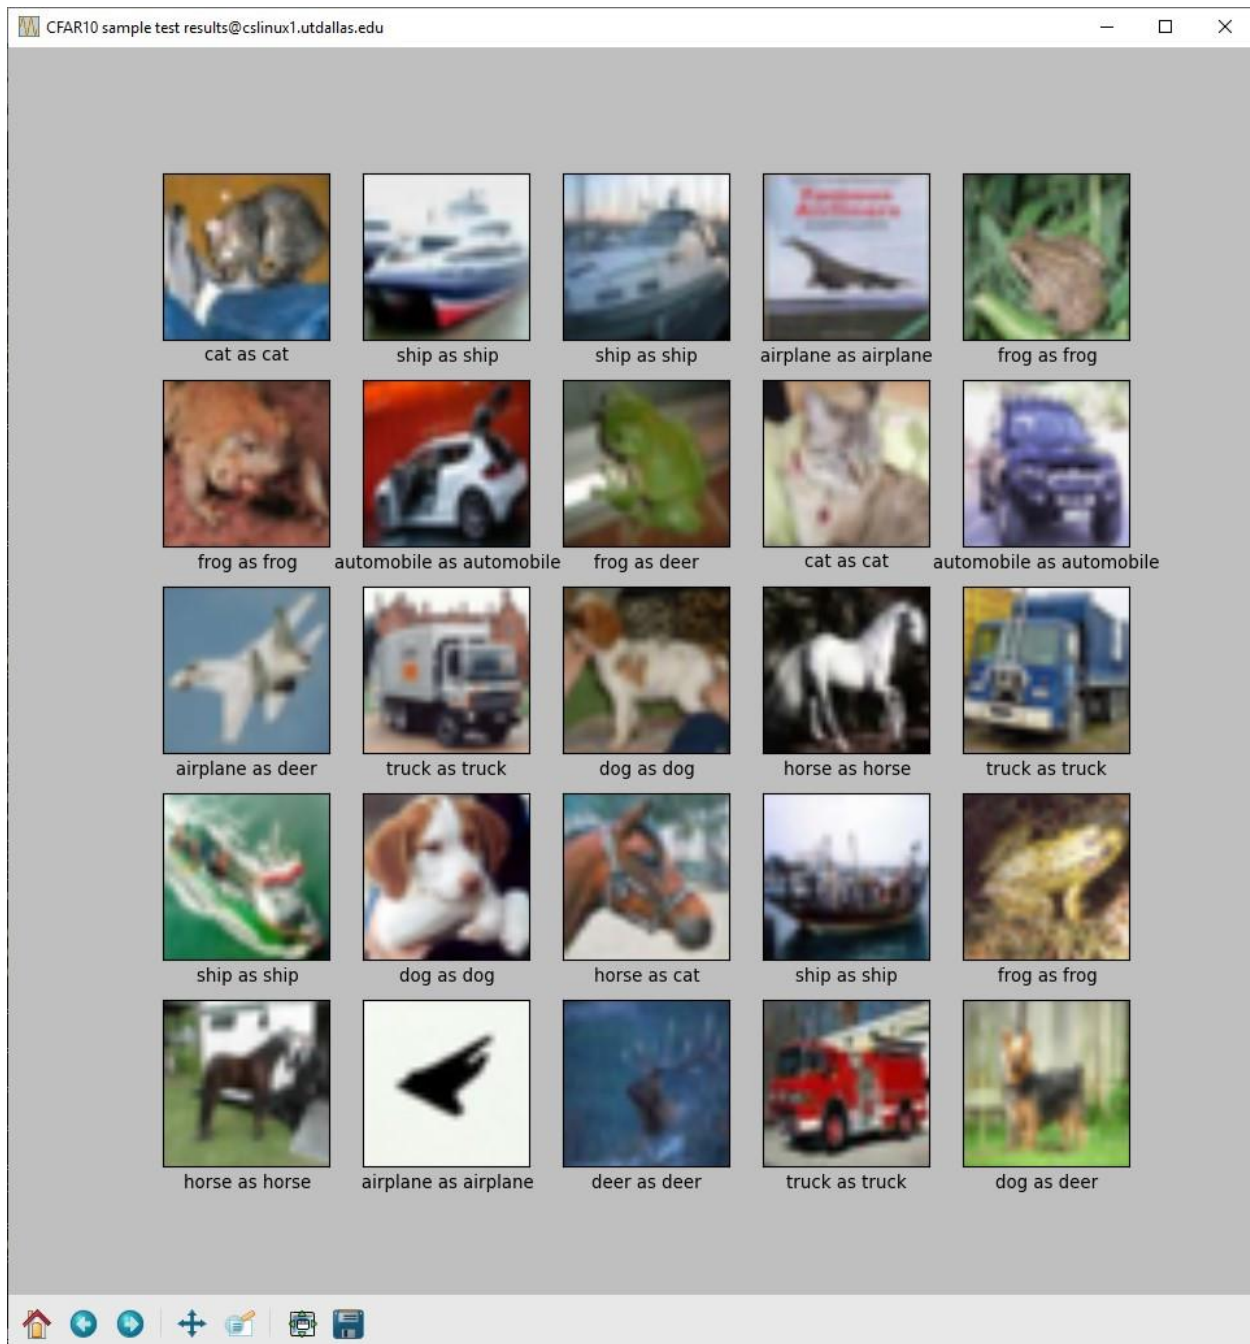 CFAR10 sample test results@cslinux1.utdallas.edu
Famous
Airliners
cat as cat
ship as ship
ship as ship
airplane as airplane
frog as frog
frog as frog
automobile as automobile
frog as deer
cat as cat
automobile as automobile
airplane as deer
truck as truck
dog as dog
horse as horse
truck as truck
ship as ship
dog as dog
horse as cat
ship as ship
frog as frog
horse as horse
airplane as airplane
deer as deer
truck as truck
dog as deer